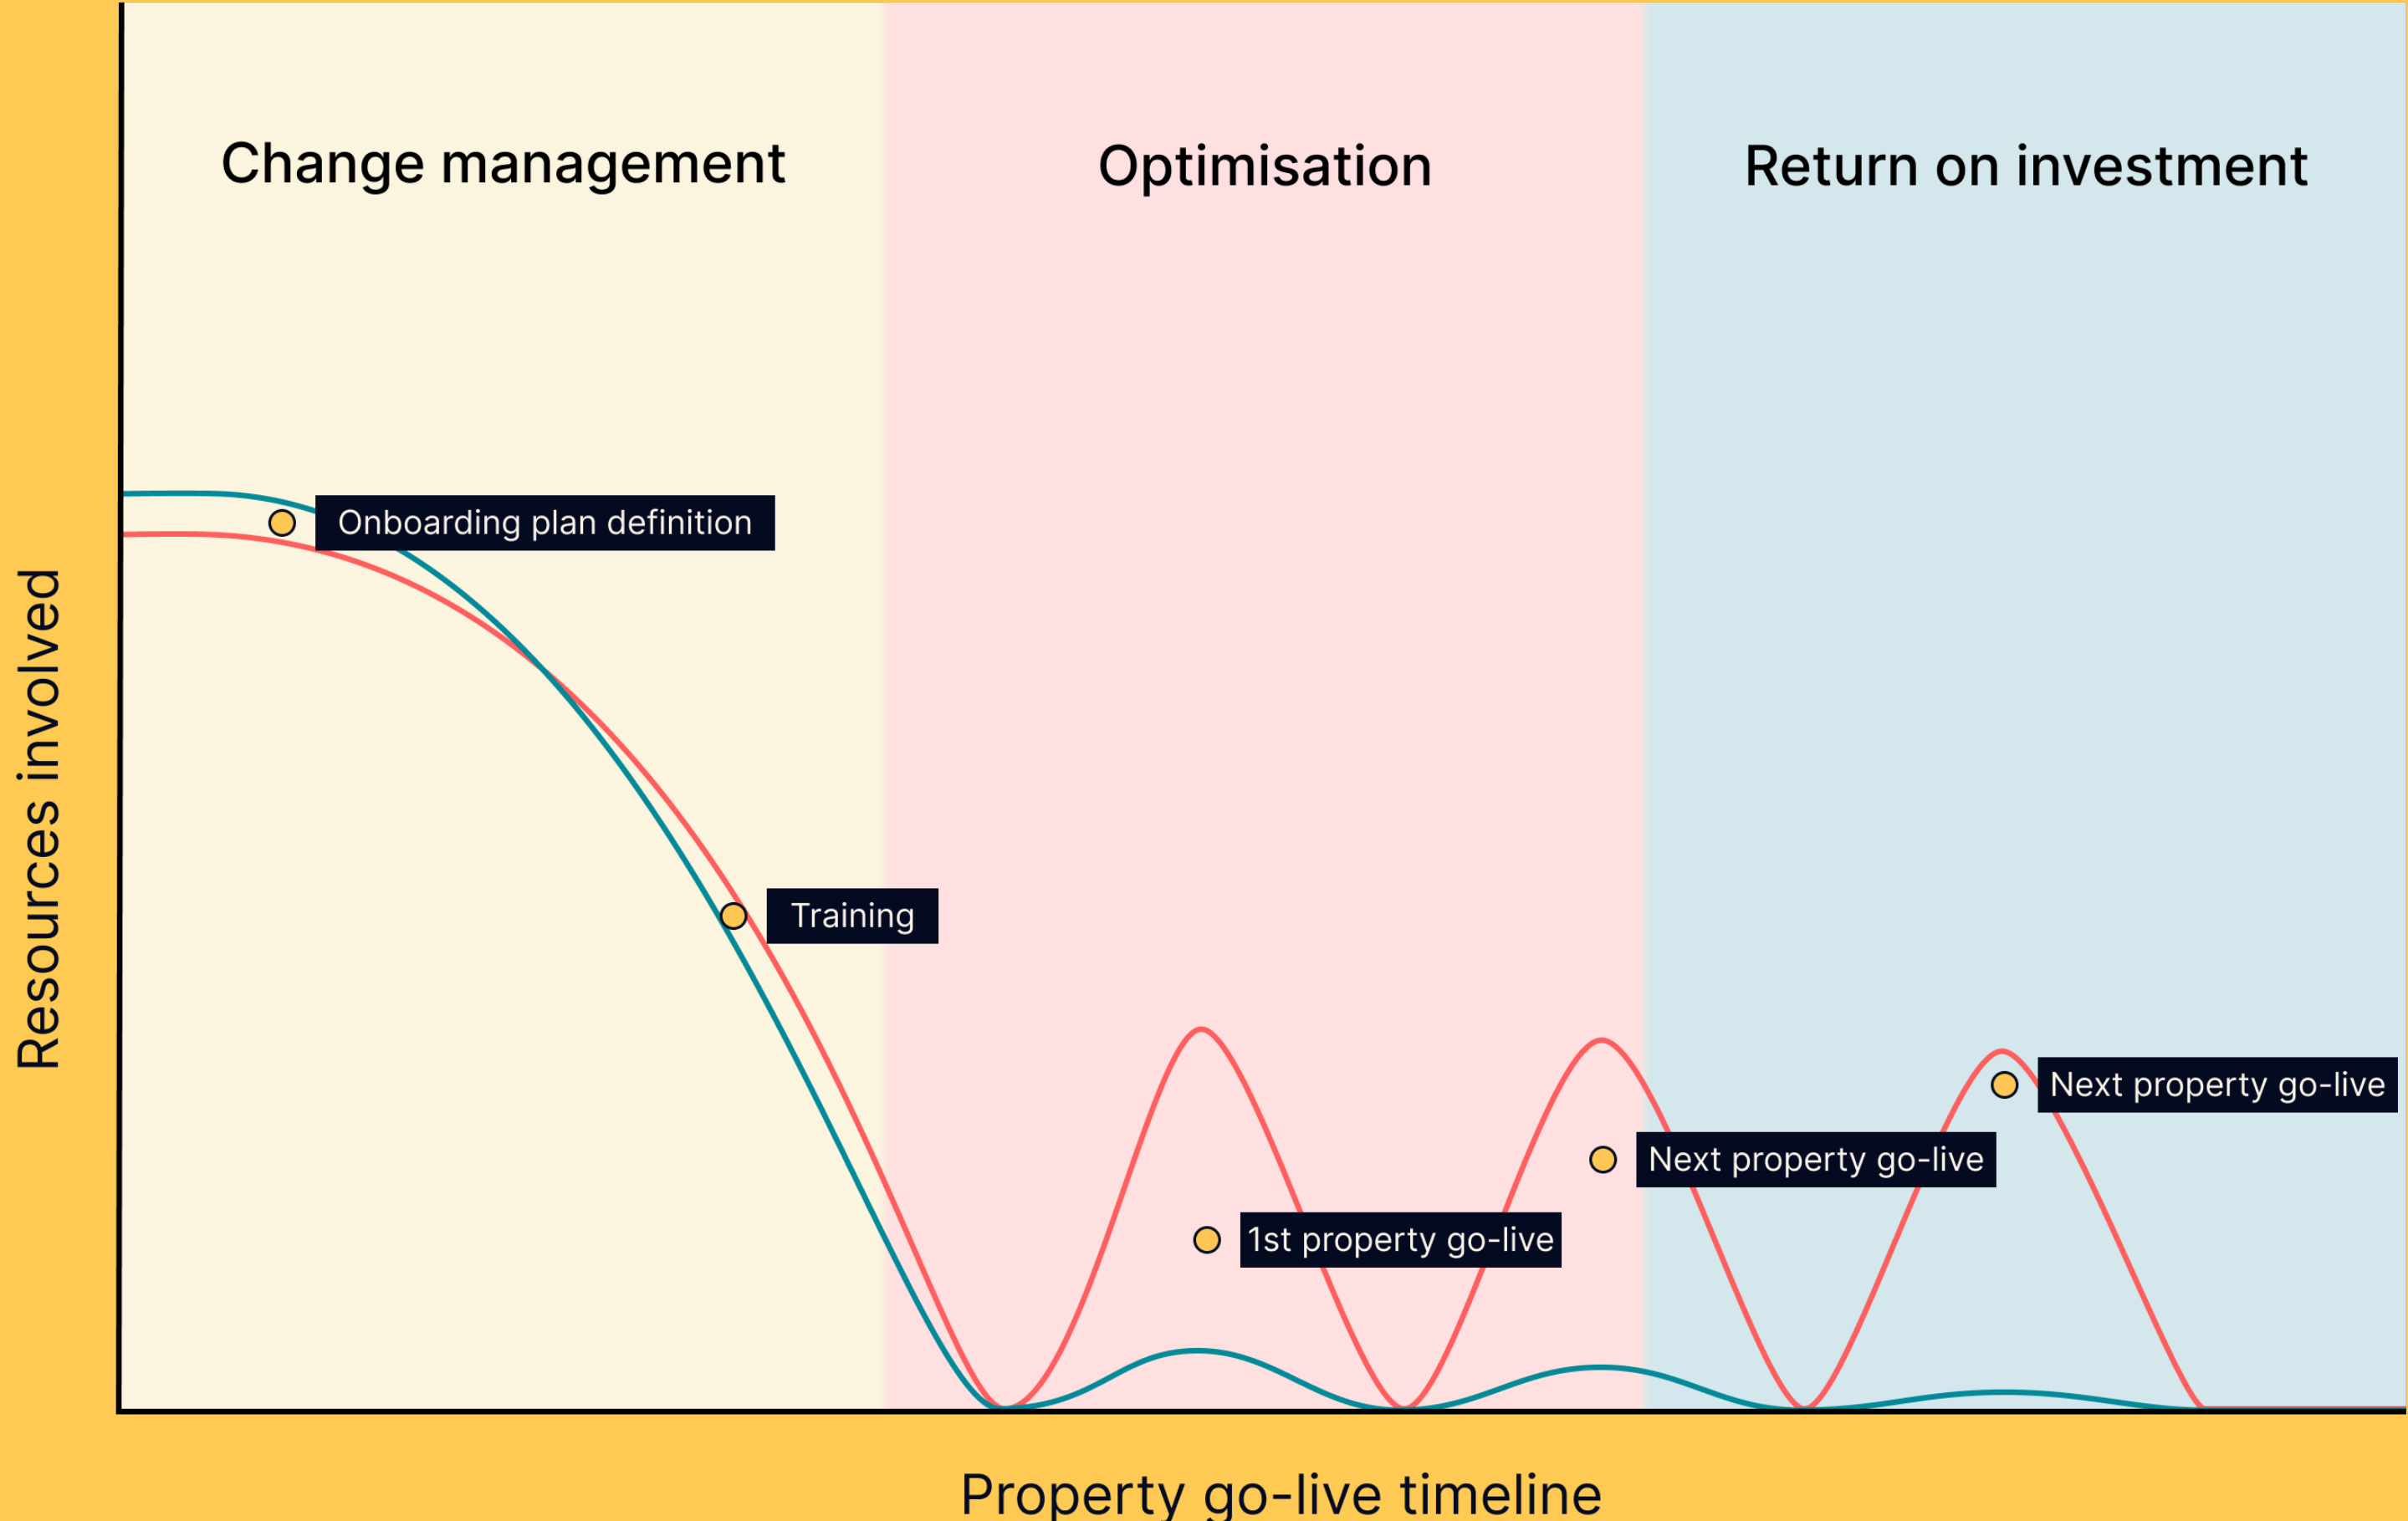 Change management
Optimisation
Return on investment
Resources involved
Onboarding plan definition
Training
Next property go-live
Next property go-live
1st property go-live
Property go-live timeline